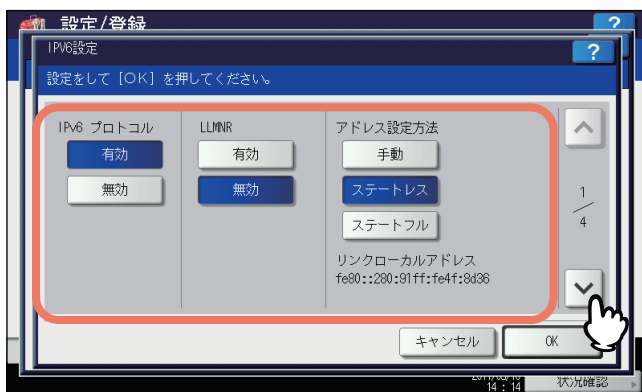 設定/登録
?
IPV6設定
?
設定をして [OK] を押してください。
IPv6 プロトコル
有効
無効
LLMNR
有効
無効
アドレス設定方法
手動
ステートレス
ステートフル
リンクローカルアドレス
fe80::280:91ff:fe4f:8d36
1
4
キャンセル
OK
14 : 14
状況確認